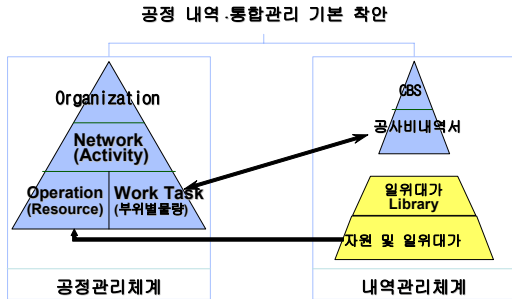 공정 내역 .통합관리 기본 착안
Organization
Network
(Activity)
Operation
(Resource)
Work Task
(부위별물량)
공정관리체계
CBS
공사비내역서
일위대가
Library
자원 및 일위대가
내역관리체계